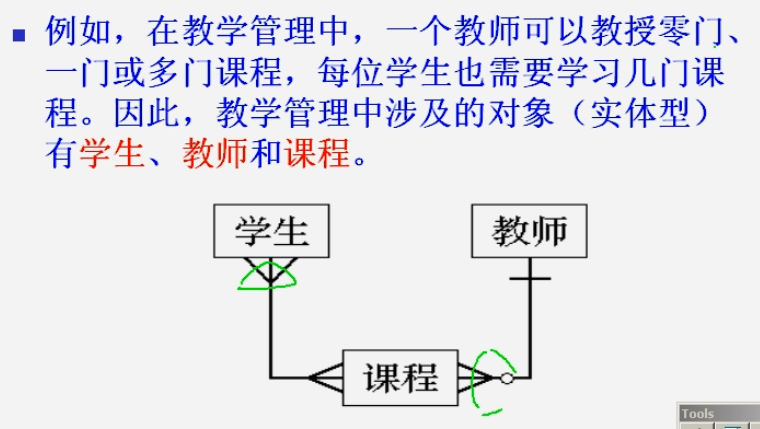 例如，在教学管理中，一个教师可以教授零门、
一门或多门课程，每位学生也需要学习几门课
程。因此，教学管理中涉及的对象（实体型）
有学生、教师和课程。
学生
教师
课程
Tools